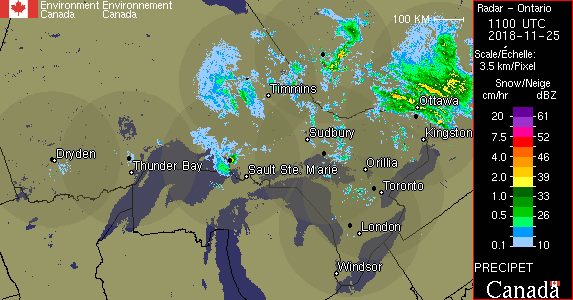 Environment Environnement
Canada Canada
100 KM
Timmins
Ottawa
Sudbury
Kingston
Dryden
Thunder Bay
Sault Ste. Marie
Orillia
Toronto
London
Windsor
Radar - Ontario
1100 UTC
2018-11-25
Scale/Échelle:
3.5 km/Pixel
Snow/Neige
cm/hr dBZ
20 61
7.5 52
4.0 46
2.0 39
1.0 33
0.5 26
0.1 10
PRECIPET
Canada